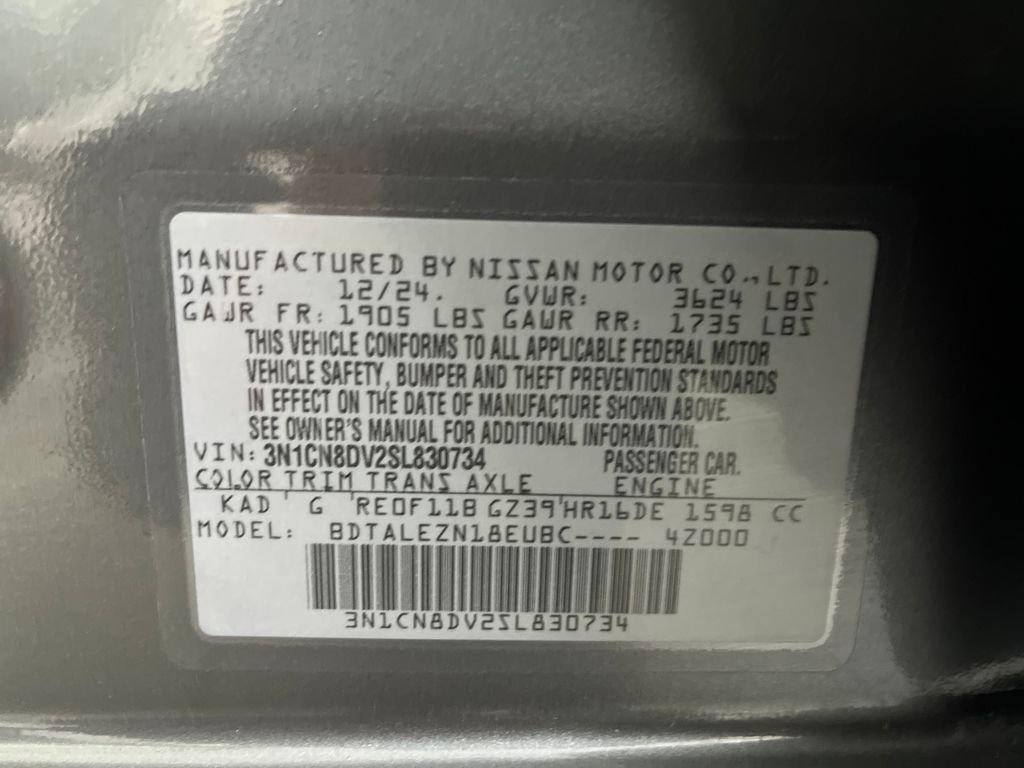 MANUFACTURED BY NISSAN MOTOR CO.,LTD.
DATE: 12/24. GVWR: 3624 LBS
GAWR FR: 1905 LBS GAWR RR: 1735 LBS
THIS VEHICLE CONFORMS TO ALL APPLICABLE FEDERAL MOTOR
VEHICLE SAFETY, BUMPER AND THEFT PREVENTION STANDARDS
IN EFFECT ON THE DATE OF MANUFACTURE SHOWN ABOVE.
SEE OWNER'S MANUAL FOR ADDITIONAL INFORMATION.
VIN: 3N1CN8DV2SL830734 PASSENGER CAR.
COLOR TRIM TRANS AXLE ENGINE
KAD G RE0F11B GZ39 HR16DE 1598 CC
MODEL: BDTALEZN18EUBC---- 4Z000
3N1CN8DV2SL830734